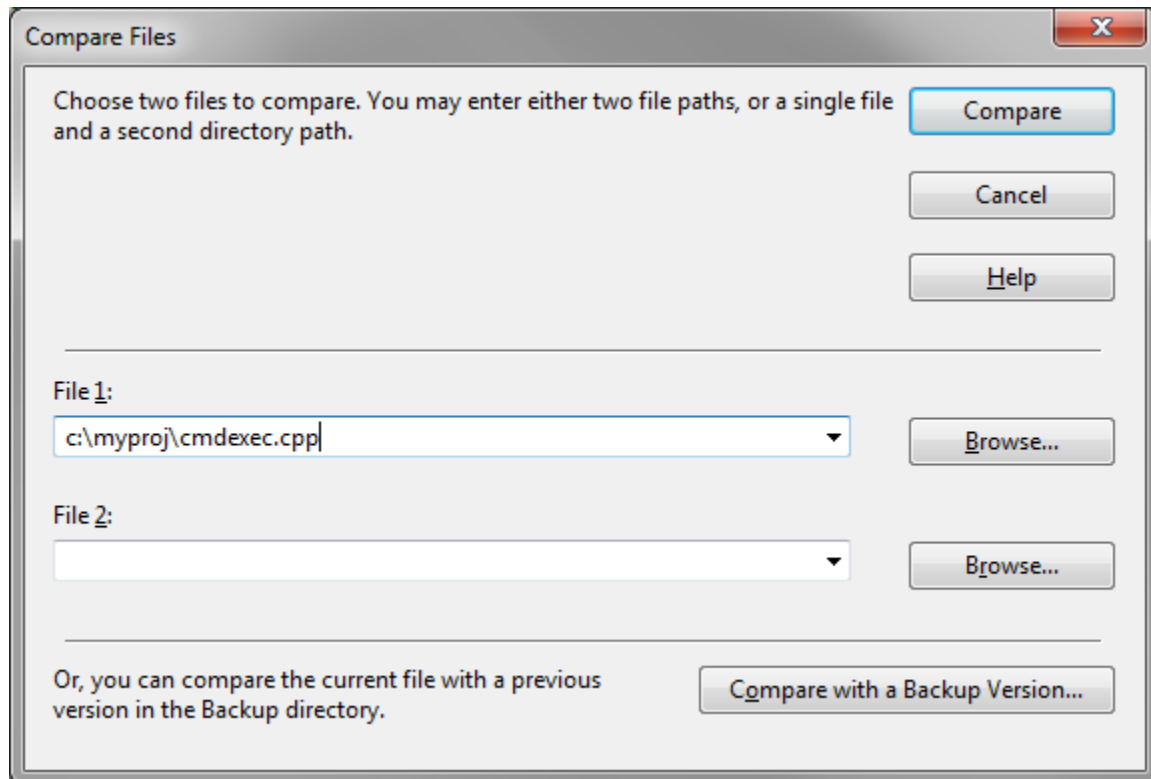 Compare Files
Choose two files to compare. You may enter either two file paths, or a single file
and a second directory path.
Compare
Cancel
Help
File 1:
c:\myproj\cmdexec.cpp
Browse...
File 2:
Browse...
Or, you can compare the current file with a previous
version in the Backup directory.
Compare with a Backup Version...